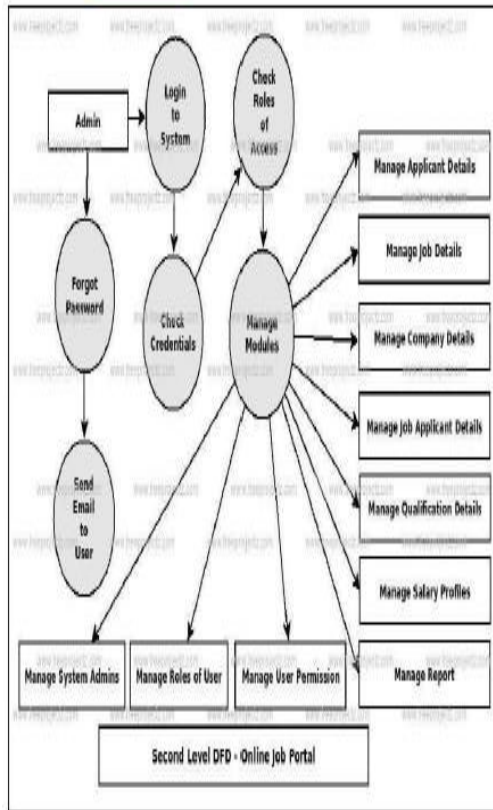 Admin
Login
to
System
Check
Roles
of
Access
Forgot
Password
Check
Credentials
Manage
Modules
Send
Email
to
User
Manage Applicant Details
Manage Job Details
Manage Company Details
Manage Job Applicant Details
Manage Qualification Details
Manage Salary Profiles
Manage Report
Manage System Admins
Manage Roles of User
Manage User Permission
Second Level DFD - Online Job Portal